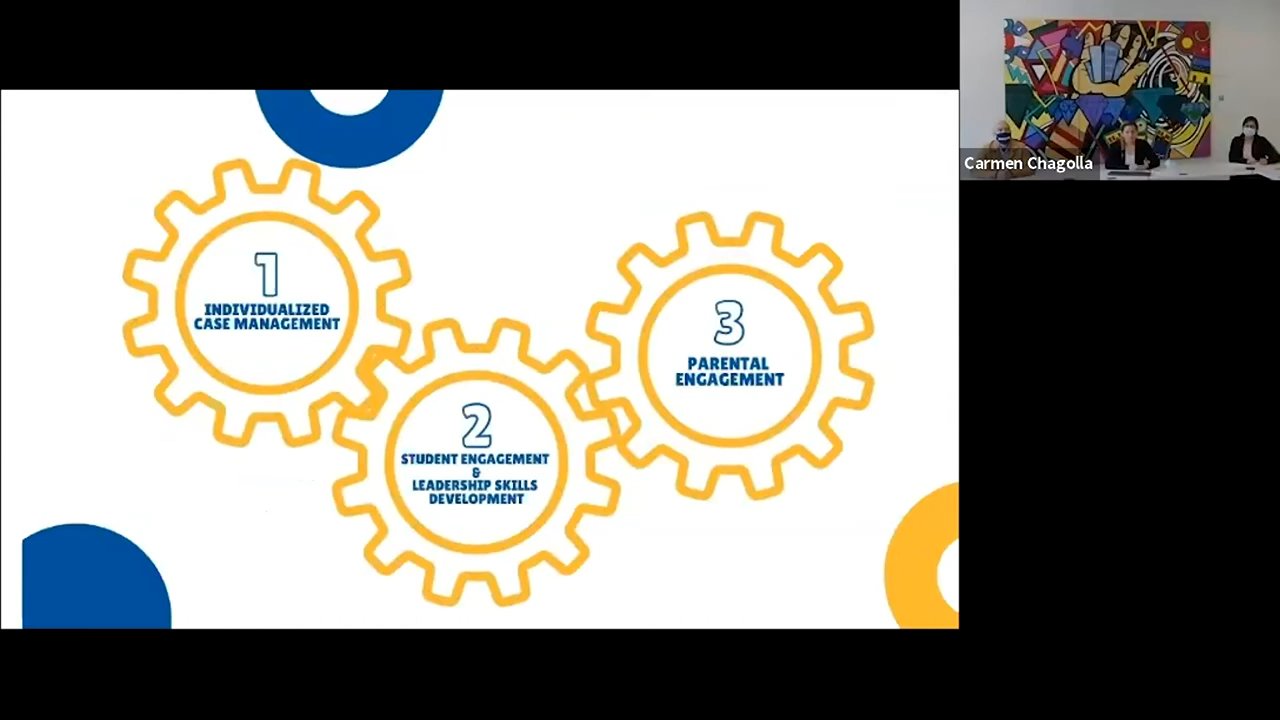 1
INDIVIDUALIZED
CASE MANAGEMENT
2
STUDENT ENGAGEMENT
&
LEADERSHIP SKILLS
DEVELOPMENT
3
PARENTAL
ENGAGEMENT
Carmen Chagolla